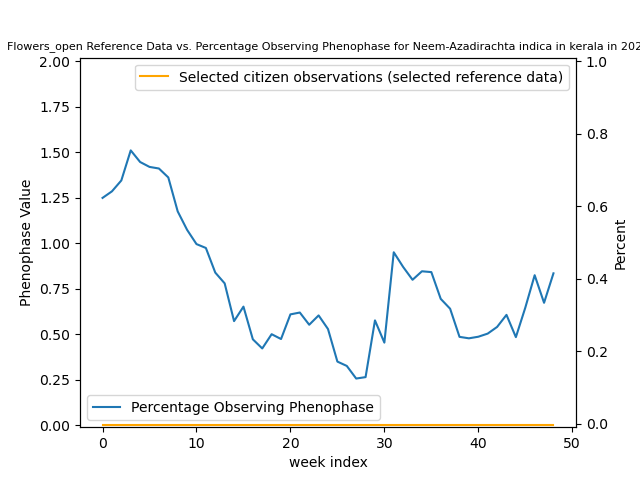 Flowers_open Reference Data vs. Percentage Observing Phenophase for Neem-Azadirachta indica in kerala in 202
2.00
1.75
1.50
1.25
1.00
0.75
0.50
0.25
0.00
Phenophase Value
Selected citizen observations (selected reference data)
Percentage Observing Phenophase
1.0
0.8
0.6
0.4
0.2
0.0
Percent
0 10 20 30 40 50
week index